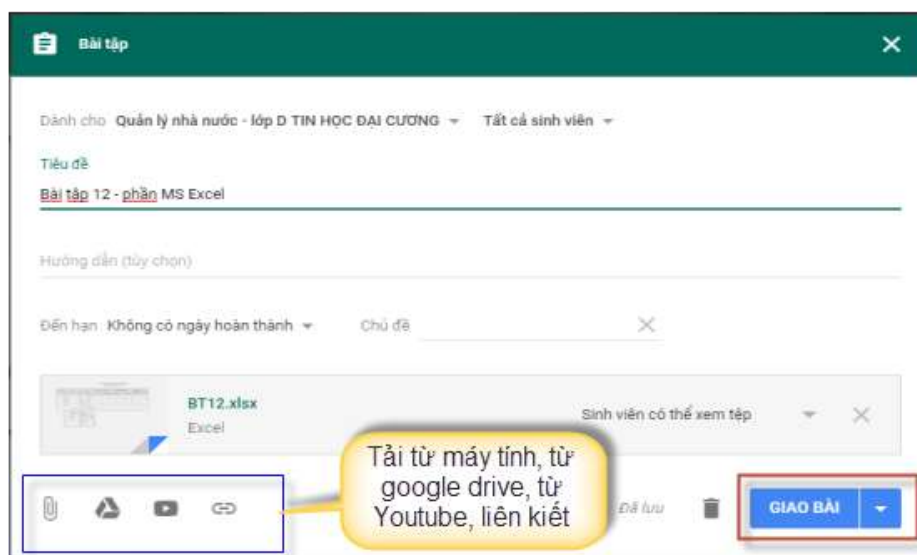 Bài tập
Dành cho Quản lý nhà nước - lớp D TIN HỌC ĐẠI CƯƠNG Tất cả sinh viên
Tiêu đề
Bài tập 12 - phần MS Excel
Hướng dẫn (tùy chọn)
Đến hạn Không có ngày hoàn thành Chủ đề
BT12.xlsx
Excel
Sinh viên có thể xem tệp
Tải từ máy tính, từ
google drive, từ
Youtube, liên kiết
Đã lưu
GIAO BÀI